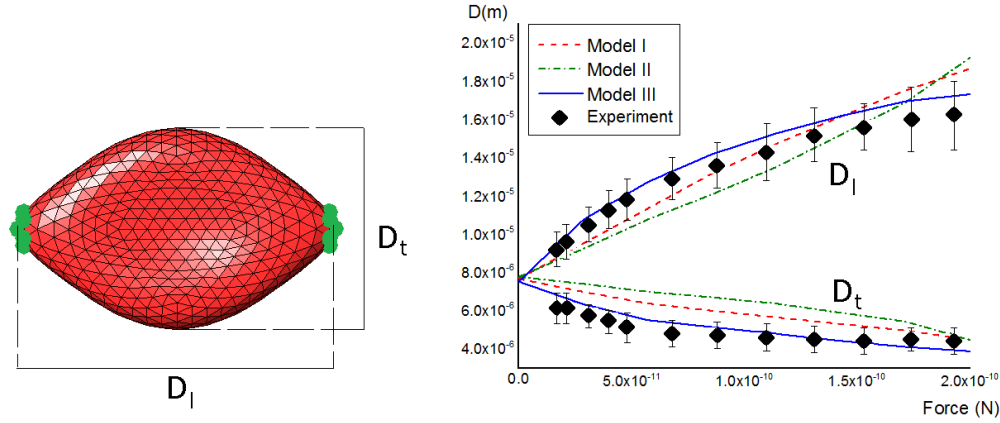 D_t
D_l
D(m)
2.0x10^-5
1.8x10^-5
1.6x10^-5
1.4x10^-5
1.2x10^-5
1.0x10^-5
8.0x10^-6
6.0x10^-6
4.0x10^-6
Model I
Model II
Model III
Experiment
D_l
D_t
0.0
5.0x10^-11
1.0x10^-10
1.5x10^-10
2.0x10^-10
Force (N)